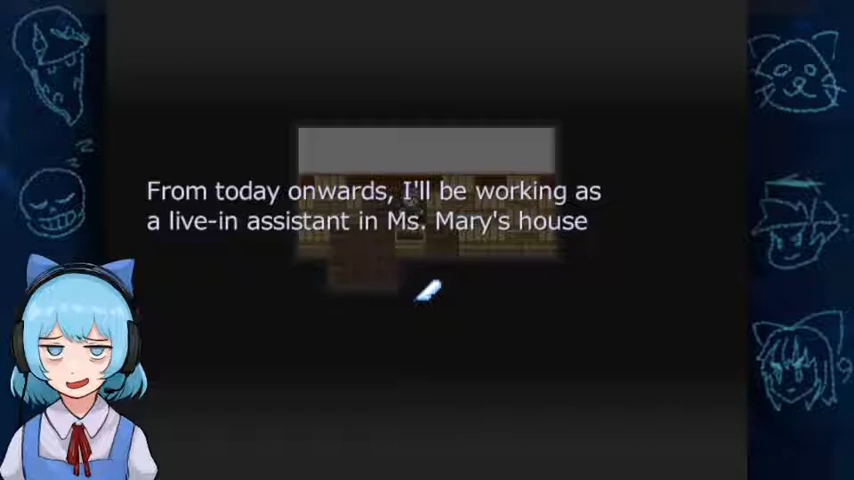 From today onwards, I'll be working as
a live-in assistant in Ms. Mary's house